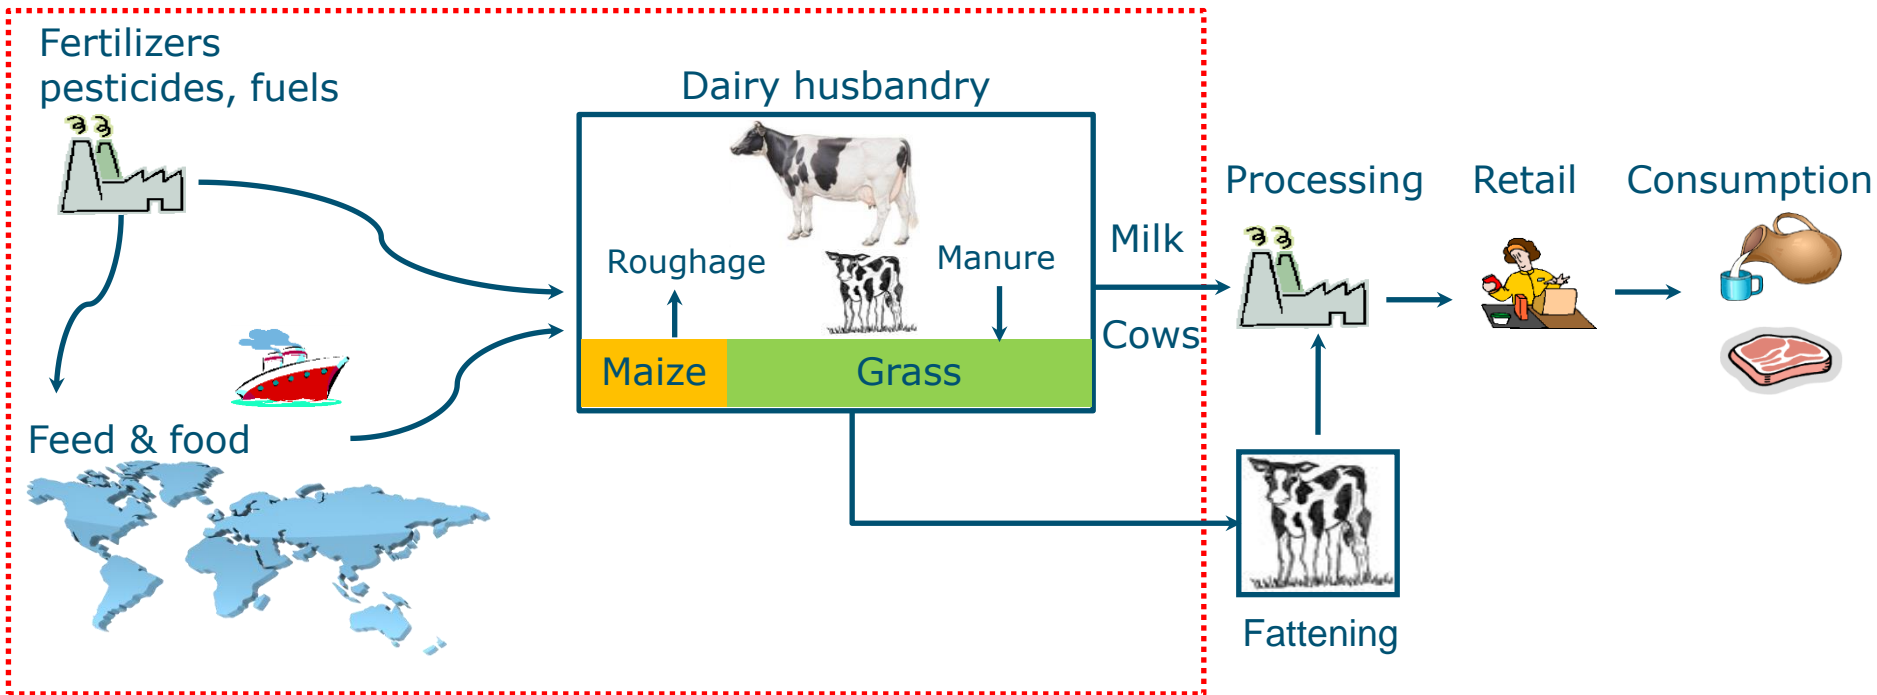 Fertilizers
pesticides, fuels
Dairy husbandry
Processing
Retail
Consumption
Milk
Roughage
Manure
Cows
Maize
Grass
Feed & food
Fattening